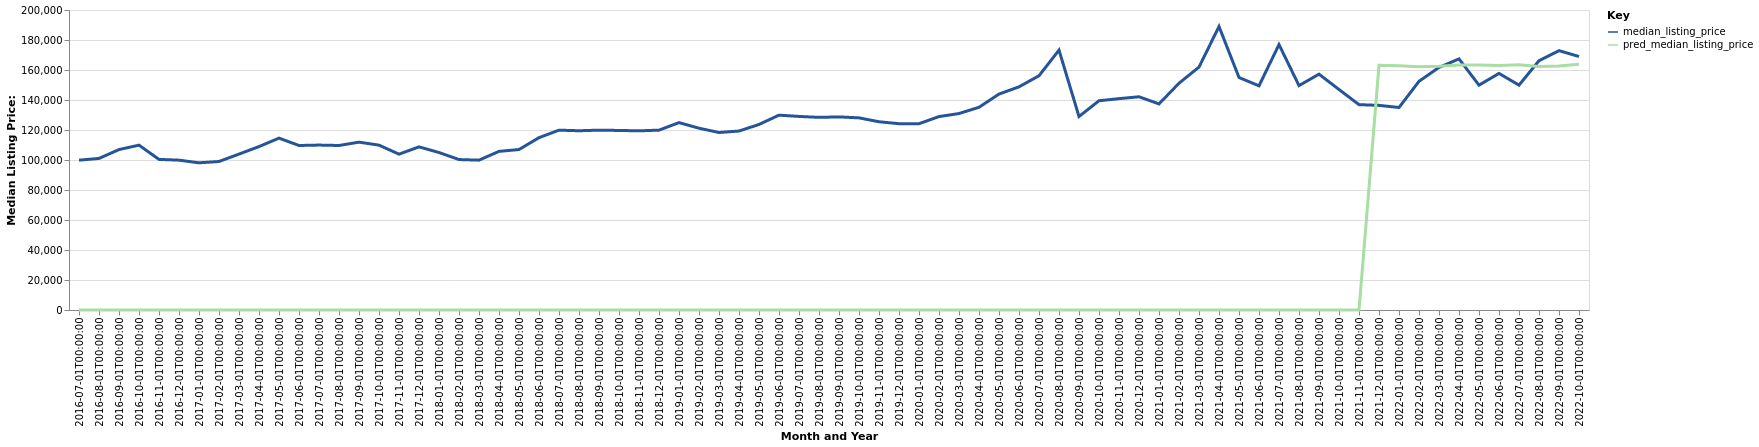 200,000
180,000
160,000
140,000
120,000
100,000
80,000
60,000
40,000
20,000
0
Median Listing Price:
2016-07-01T00:00:00
2016-08-01T00:00:00
2016-09-01T00:00:00
2016-10-01T00:00:00
2016-11-01T00:00:00
2016-12-01T00:00:00
2017-01-01T00:00:00
2017-02-01T00:00:00
2017-03-01T00:00:00
2017-04-01T00:00:00
2017-05-01T00:00:00
2017-06-01T00:00:00
2017-07-01T00:00:00
2017-08-01T00:00:00
2017-09-01T00:00:00
2017-10-01T00:00:00
2017-11-01T00:00:00
2017-12-01T00:00:00
2018-01-01T00:00:00
2018-02-01T00:00:00
2018-03-01T00:00:00
2018-04-01T00:00:00
2018-05-01T00:00:00
2018-06-01T00:00:00
2018-07-01T00:00:00
2018-08-01T00:00:00
2018-09-01T00:00:00
2018-10-01T00:00:00
2018-11-01T00:00:00
2018-12-01T00:00:00
2019-01-01T00:00:00
2019-02-01T00:00:00
2019-03-01T00:00:00
2019-04-01T00:00:00
2019-05-01T00:00:00
2019-06-01T00:00:00
2019-07-01T00:00:00
2019-08-01T00:00:00
2019-09-01T00:00:00
2019-10-01T00:00:00
2019-11-01T00:00:00
2019-12-01T00:00:00
2020-01-01T00:00:00
2020-02-01T00:00:00
2020-03-01T00:00:00
2020-04-01T00:00:00
2020-05-01T00:00:00
2020-06-01T00:00:00
2020-07-01T00:00:00
2020-08-01T00:00:00
2020-09-01T00:00:00
2020-10-01T00:00:00
2020-11-01T00:00:00
2020-12-01T00:00:00
2021-01-01T00:00:00
2021-02-01T00:00:00
2021-03-01T00:00:00
2021-04-01T00:00:00
2021-05-01T00:00:00
2021-06-01T00:00:00
2021-07-01T00:00:00
2021-08-01T00:00:00
2021-09-01T00:00:00
2021-10-01T00:00:00
2021-11-01T00:00:00
2021-12-01T00:00:00
2022-01-01T00:00:00
2022-02-01T00:00:00
2022-03-01T00:00:00
2022-04-01T00:00:00
2022-05-01T00:00:00
2022-06-01T00:00:00
2022-07-01T00:00:00
2022-08-01T00:00:00
2022-09-01T00:00:00
2022-10-01T00:00:00
Month and Year
Key
median_listing_price
pred_median_listing_price